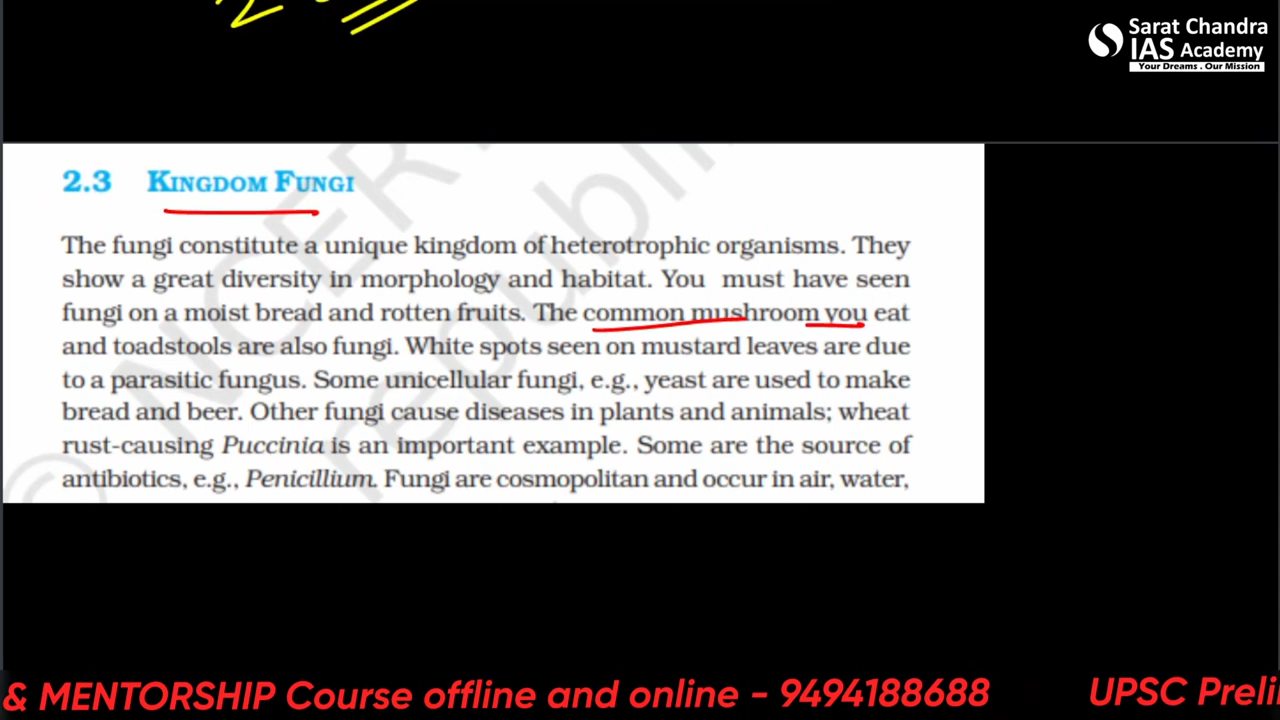 Sarat Chandra
IAS Academy
Your Dreams . Our Mission
2.3 KINGDOM FUNGI
The fungi constitute a unique kingdom of heterotrophic organisms. They
show a great diversity in morphology and habitat. You must have seen
fungi on a moist bread and rotten fruits. The common mushroom you eat
and toadstools are also fungi. White spots seen on mustard leaves are due
to a parasitic fungus. Some unicellular fungi, e.g., yeast are used to make
bread and beer. Other fungi cause diseases in plants and animals; wheat
rust-causing Puccinia is an important example. Some are the source of
antibiotics, e.g., Penicillium. Fungi are cosmopolitan and occur in air, water,
& MENTORSHIP Course offline and online - 9494188688 UPSC Preli